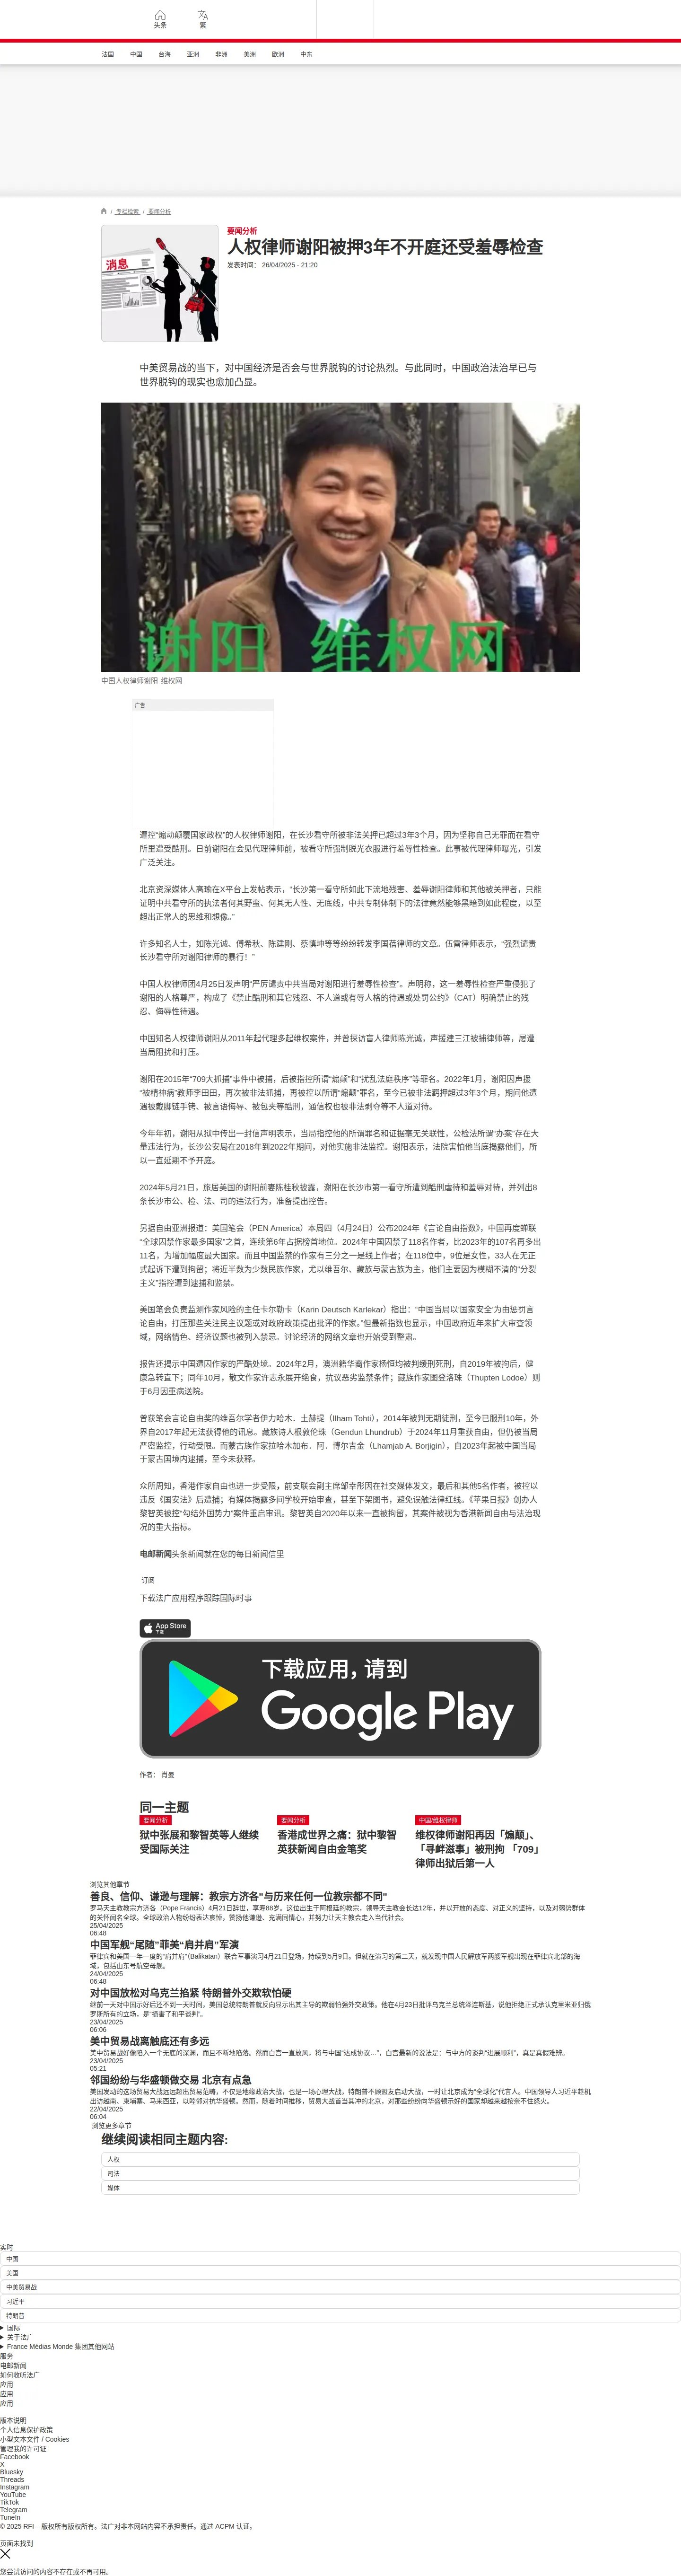 头条
繁
法国 中国 台海 亚洲 非洲 美洲 欧洲 中东
/ 专栏检索 / 要闻分析
消息
要闻分析
人权律师谢阳被押3年不开庭还受羞辱检查
发表时间： 26/04/2025 - 21:20
中美贸易战的当下，对中国经济是否会与世界脱钩的讨论热烈。与此同时，中国政治法治早已与
世界脱钩的现实也愈加凸显。
谢阳 维权网
中国人权律师谢阳 维权网
广告
遭控“煽动颠覆国家政权”的人权律师谢阳，在长沙看守所被非法关押已超过3年3个月，因为坚称自己无罪而在看守
所里遭受酷刑。日前谢阳在会见代理律师前，被看守所强制脱光衣服进行羞辱性检查。此事被代理律师曝光，引发
广泛关注。
北京资深媒体人高瑜在X平台上发帖表示，“长沙第一看守所如此下流地残害、羞辱谢阳律师和其他被关押者，只能
证明中共看守所的执法者何其野蛮、何其无人性、无底线，中共专制体制下的法律竟然能够黑暗到如此程度，以至
超出正常人的思维和想像。”
许多知名人士，如陈光诚、傅希秋、陈建刚、蔡慎坤等等纷纷转发李国蓓律师的文章。伍雷律师表示，“强烈谴责
长沙看守所对谢阳律师的暴行！”
中国人权律师团4月25日发声明“严厉谴责中共当局对谢阳进行羞辱性检查”。声明称，这一羞辱性检查严重侵犯了
谢阳的人格尊严，构成了《禁止酷刑和其它残忍、不人道或有辱人格的待遇或处罚公约》（CAT）明确禁止的残
忍、侮辱性待遇。
中国知名人权律师谢阳从2011年起代理多起维权案件，并曾探访盲人律师陈光诚，声援建三江被捕律师等，屡遭
当局阻扰和打压。
谢阳在2015年“709大抓捕”事件中被捕，后被指控所谓“煽颠”和“扰乱法庭秩序”等罪名。2022年1月，谢阳因声援
“被精神病”教师李田田，再次被非法抓捕，再被控以所谓“煽颠”罪名，至今已被非法羁押超过3年3个月，期间他遭
遇被戴脚链手铐、被言语侮辱、被包夹等酷刑，通信权也被非法剥夺等不人道对待。
今年年初，谢阳从狱中传出一封信声明表示，当局指控他的所谓罪名和证据毫无关联性，公检法所谓“办案”存在大
量违法行为，长沙公安局在2018年到2022年期间，对他实施非法监控。谢阳表示，法院害怕他当庭揭露他们，所
以一直延期不予开庭。
2024年5月21日，旅居美国的谢阳前妻陈桂秋披露，谢阳在长沙市第一看守所遭到酷刑虐待和羞辱对待，并列出8
条长沙市公、检、法、司的违法行为，准备提出控告。
另据自由亚洲报道：美国笔会（PEN America）本周四（4月24日）公布2024年《言论自由指数》，中国再度蝉联
“全球囚禁作家最多国家”之首，连续第6年占据榜首地位。2024年中国囚禁了118名作者，比2023年的107名再多出
11名，为增加幅度最大国家。而且中国监禁的作家有三分之一是线上作者；在118位中，9位是女性，33人在无正
式起诉下遭到拘留；将近半数为少数民族作家，尤以维吾尔、藏族与蒙古族为主，他们主要因为模糊不清的“分裂
主义”指控遭到逮捕和监禁。
美国笔会负责监测作家风险的主任卡尔勒卡（Karin Deutsch Karlekar）指出：“中国当局以‘国家安全’为由惩罚言
论自由，打压那些关注民主议题或对政府政策提出批评的作家。”但最新指数也显示，中国政府近年来扩大审查领
域，网络情色、经济议题也被列入禁忌。讨论经济的网络文章也开始受到整肃。
报告还揭示中国遭囚作家的严酷处境。2024年2月，澳洲籍华裔作家杨恒均被判缓刑死刑，自2019年被拘后，健
康急转直下；同年10月，散文作家许志永展开绝食，抗议恶劣监禁条件；藏族作家图登洛珠（Thupten Lodoe）则
于6月因重病送院。
曾获笔会言论自由奖的维吾尔学者伊力哈木．土赫提（Ilham Tohti），2014年被判无期徒刑，至今已服刑10年，外
界自2017年起无法获得他的讯息。藏族诗人根敦伦珠（Gendun Lhundrub）于2024年11月重获自由，但仍被当局
严密监控，行动受限。而蒙古族作家拉哈木加布．阿．博尔吉金（Lhamjab A. Borjigin），自2023年起被中国当局
于蒙古国境内逮捕，至今未获释。
众所周知，香港作家自由也进一步受限，前支联会副主席邹幸彤因在社交媒体发文，最后和其他5名作者，被控以
违反《国安法》后遭捕；有媒体揭露多间学校开始审查，甚至下架图书，避免误触法律红线。《苹果日报》创办人
黎智英被控“勾结外国势力”案件重启审讯。黎智英自2020年以来一直被拘留，其案件被视为香港新闻自由与法治现
况的重大指标。
电邮新闻头条新闻就在您的每日新闻信里
订阅
下载法广应用程序跟踪国际时事
App Store
下载
下载应用，请到
Google Play
作者： 肖曼
同一主题
要闻分析
狱中张展和黎智英等人继续
受国际关注
要闻分析
香港成世界之痛：狱中黎智
英获新闻自由金笔奖
中国/维权律师
维权律师谢阳再因「煽颠」、
「寻衅滋事」被刑拘 「709」
律师出狱后第一人
浏览其他章节
善良、信仰、谦逊与理解：教宗方济各"与历来任何一位教宗都不同"
罗马天主教教宗方济各（Pope Francis）4月21日辞世，享寿88岁。这位出生于阿根廷的教宗，领导天主教会长达12年，并以开放的态度、对正义的坚持，以及对弱势群体
的关怀闻名全球。全球政治人物纷纷表达哀悼，赞扬他谦逊、充满同情心，并努力让天主教会走入当代社会。
25/04/2025
06:48
中国军舰“尾随”菲美“肩并肩”军演
菲律宾和美国一年一度的“肩并肩”（Balikatan）联合军事演习4月21日登场，持续到5月9日。但就在演习的第二天，就发现中国人民解放军两艘军舰出现在菲律宾北部的海
域，包括山东号航空母舰。
24/04/2025
06:48
对中国放松对乌克兰掐紧 特朗普外交欺软怕硬
继前一天对中国示好后还不到一天时间，美国总统特朗普就反向显示出其主导的欺弱怕强外交政策。他在4月23日批评乌克兰总统泽连斯基，说他拒绝正式承认克里米亚归俄
罗斯所有的立场，是“损害了和平谈判”。
23/04/2025
06:06
美中贸易战离触底还有多远
美中贸易战好像陷入一个无底的深渊，而且不断地陷落。然而白宫一直放风，将与中国“达成协议…”，白宫最新的说法是：与中方的谈判“进展顺利”，真是真假难辨。
23/04/2025
05:21
邻国纷纷与华盛顿做交易 北京有点急
美国发动的这场贸易大战远远超出贸易范畴，不仅是地缘政治大战，也是一场心理大战，特朗普不顾盟友启动大战，一时让北京成为“全球化”代言人。中国领导人习近平趁机
出访越南、柬埔寨、马来西亚，以睦邻对抗华盛顿。然而，随着时间推移，贸易大战首当其冲的北京，对那些纷纷向华盛顿示好的国家却越来越按奈不住怒火。
22/04/2025
06:04
浏览更多章节
继续阅读相同主题内容:
人权
司法
媒体
实时
中国
美国
中美贸易战
习近平
特朗普
国际
关于法广
France Médias Monde 集团其他网站
服务
电邮新闻
如何收听法广
应用
应用
应用
版本说明
个人信息保护政策
小型文本文件 / Cookies
管理我的许可证
Facebook
X
Bluesky
Threads
Instagram
YouTube
TikTok
Telegram
TuneIn
© 2025 RFI – 版权所有版权所有。法广对非本网站内容不承担责任。通过 ACPM 认证。
页面未找到
您尝试访问的内容不存在或不再可用。